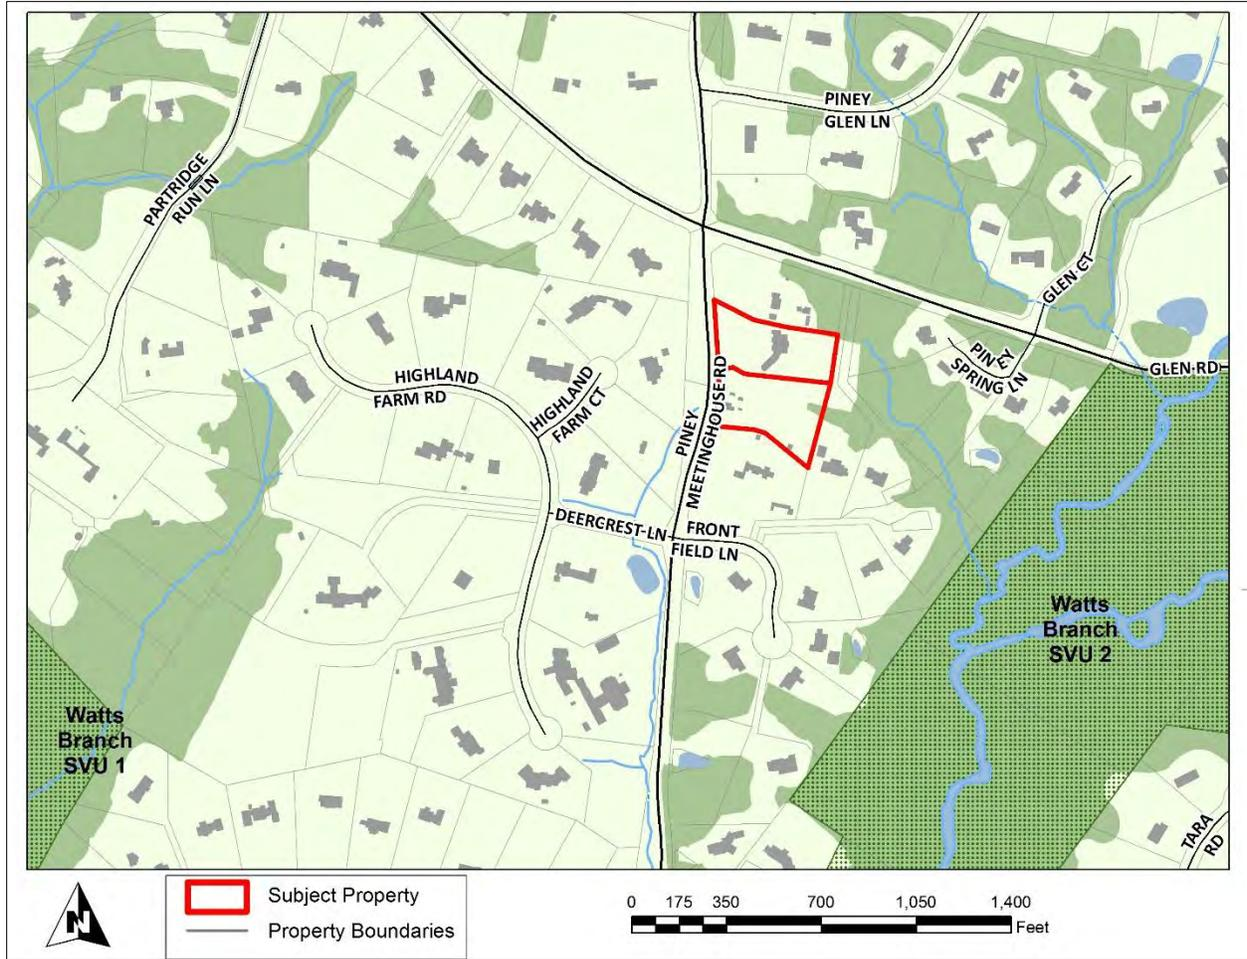 PINEY
GLEN LN
PARTRIDGE
RUN LN
GLEN CT
PINEY
SPRING LN
GLEN RD
HIGHLAND
FARM RD
HIGHLAND
FARM CT
PINEY
MEETINGHOUSE RD
DEERCREST LN
FRONT
FIELD LN
Watts
Branch
SVU 2
Watts
Branch
SVU 1
TARA
RD
N
Subject Property
Property Boundaries
0 175 350 700 1,050 1,400
Feet